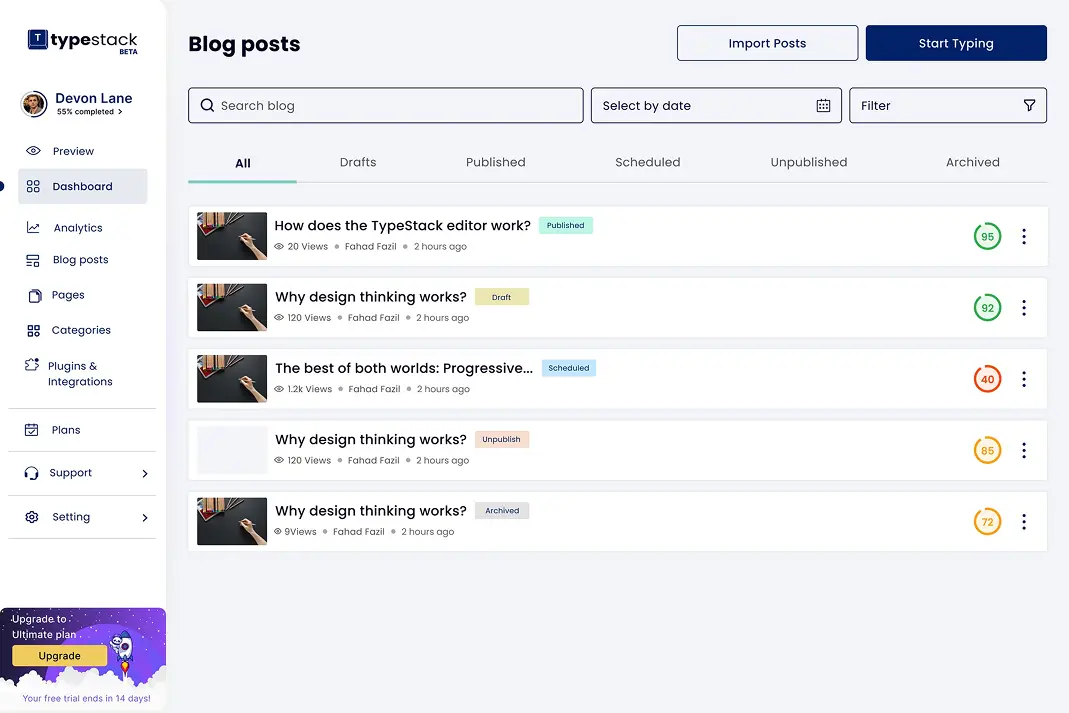 T
typestack
BETA
Devon Lane
55% completed
Preview
Dashboard
Analytics
Blog posts
Pages
Categories
Plugins &
Integrations
Plans
Support
Setting
Upgrade to
Ultimate plan
Upgrade
Your free trial ends in 14 days!
Blog posts
Import Posts
Start Typing
Search blog
Select by date
Filter
All
Drafts
Published
Scheduled
Unpublished
Archived
How does the TypeStack editor work? Published
20 Views Fahad Fazil 2 hours ago
95
Why design thinking works? Draft
120 Views Fahad Fazil 2 hours ago
92
The best of both worlds: Progressive... Scheduled
1.2k Views Fahad Fazil 2 hours ago
40
Why design thinking works? Unpublish
120 Views Fahad Fazil 2 hours ago
85
Why design thinking works? Archived
9Views Fahad Fazil 2 hours ago
72